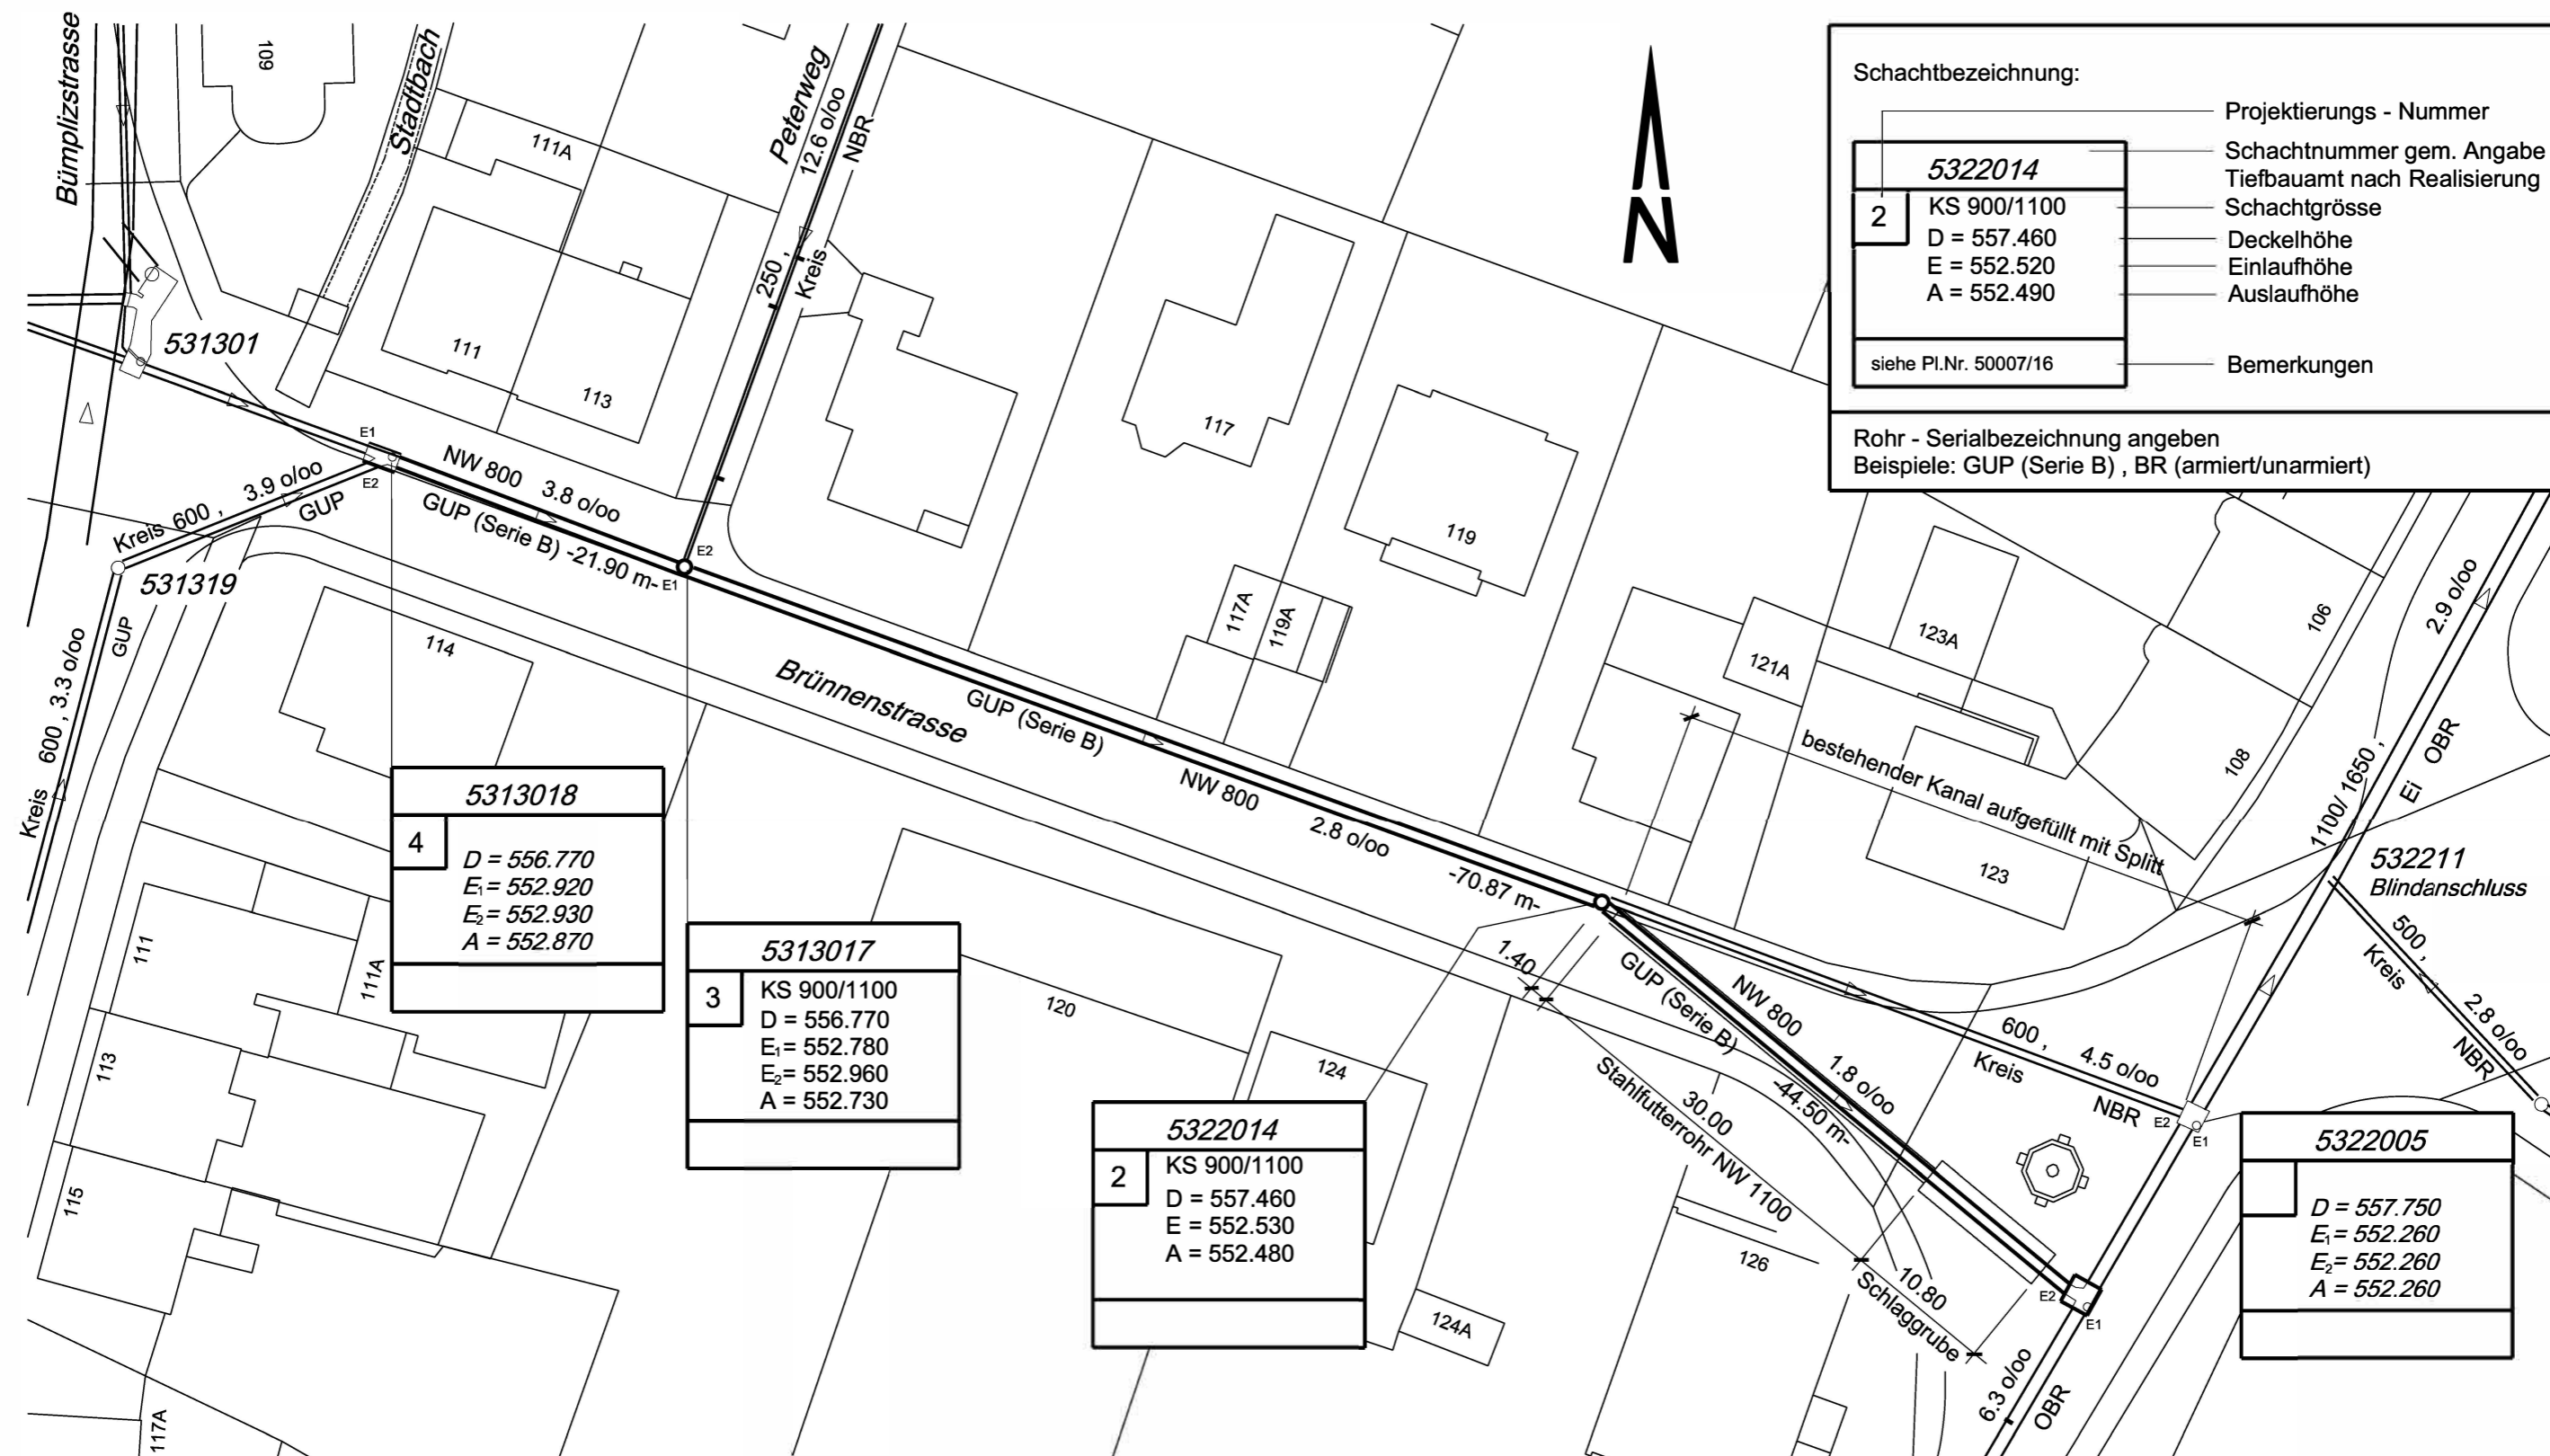 Bümplizstrasse
109
Stadtbach
111A
Peterweg
250 , 12.6 o/oo
Kreis NBR
111
113
531301
E1
E2
Kreis 600 , 3.9 o/oo
GUP
531319
Kreis 600 , 3.3 o/oo
GUP
NW 800 3.8 o/oo
GUP (Serie B) -21.90 m-
E1
E2
117
119
117A
119A
121A
123A
123
106
108
114
Brünnenstrasse
GUP (Serie B)
NW 800
2.8 o/oo
-70.87 m-
bestehender Kanal aufgefüllt mit Splitt
1100/ 1650 , 2.9 o/oo
Ei OBR
532211
Blindanschluss
500 , 2.8 o/oo
Kreis NBR
600 , 4.5 o/oo
Kreis NBR
E2
E1
1.40
GUP (Serie B)
NW 800 1.8 o/oo
-44.50 m-
30.00
Stahlfutterrohr NW 1100
10.80
Schlaggrube
E2
E1
6.3 o/oo
OBR
111
111A
113
115
117A
120
124
124A
126
5313018
4
D = 556.770
E1= 552.920
E2= 552.930
A = 552.870
5313017
3
KS 900/1100
D = 556.770
E1= 552.780
E2= 552.960
A = 552.730
5322014
2
KS 900/1100
D = 557.460
E = 552.530
A = 552.480
5322005
D = 557.750
E1= 552.260
E2= 552.260
A = 552.260
N
Schachtbezeichnung:
Projektierungs - Nummer
5322014
Schachtnummer gem. Angabe
Tiefbauamt nach Realisierung
2
KS 900/1100
Schachtgrösse
D = 557.460
Deckelhöhe
E = 552.520
Einlaufhöhe
A = 552.490
Auslaufhöhe
siehe Pl.Nr. 50007/16
Bemerkungen
Rohr - Serialbezeichnung angeben
Beispiele: GUP (Serie B) , BR (armiert/unarmiert)